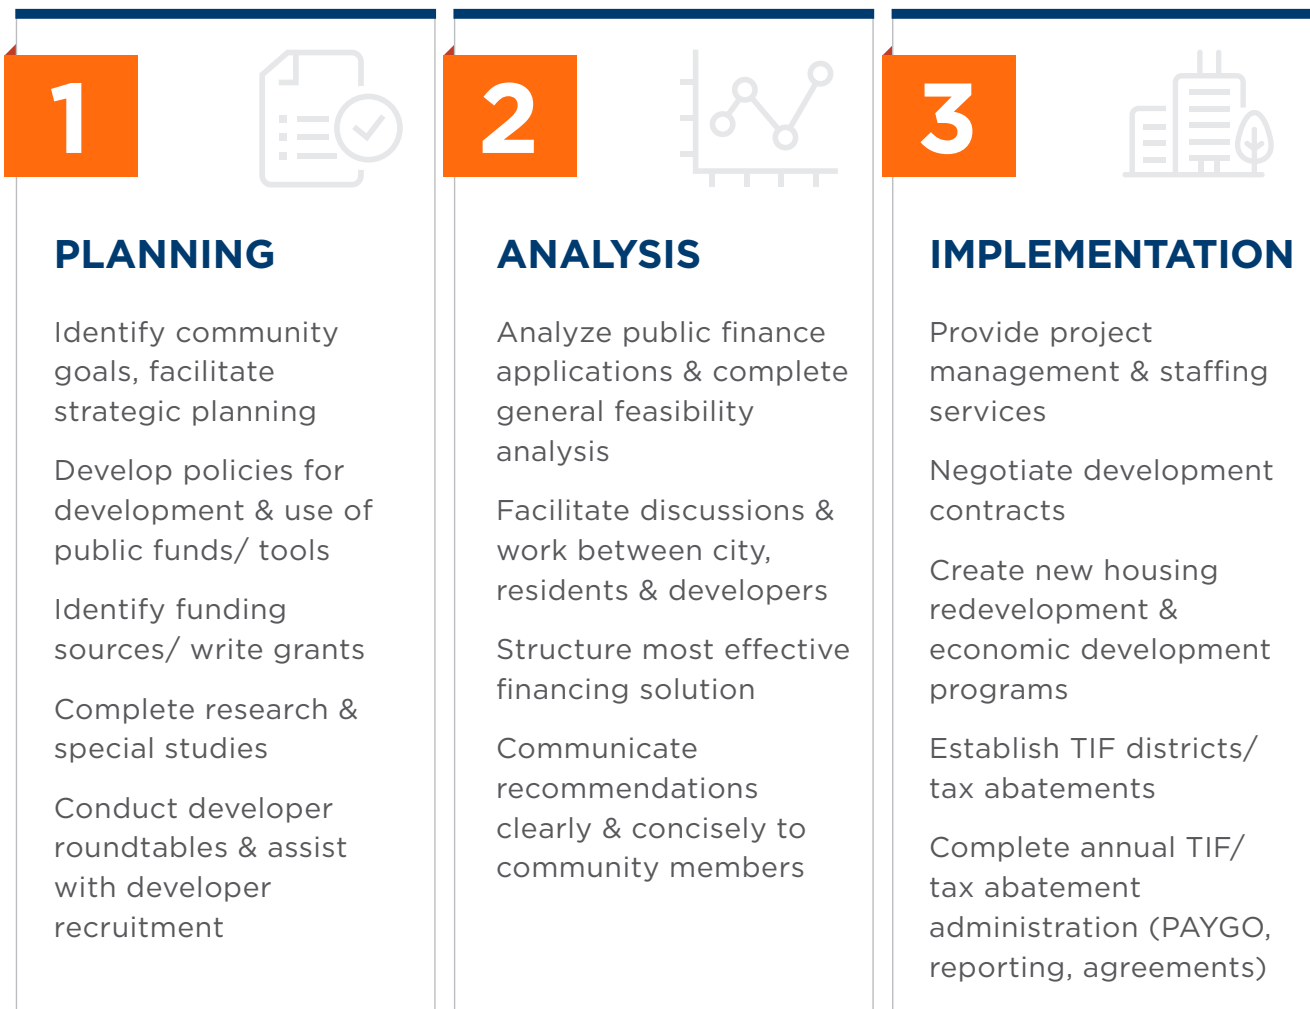 1
PLANNING
Identify community
goals, facilitate
strategic planning
Develop policies for
development & use of
public funds/ tools
Identify funding
sources/ write grants
Complete research &
special studies
Conduct developer
roundtables & assist
with developer
recruitment
2
ANALYSIS
Analyze public finance
applications & complete
general feasibility
analysis
Facilitate discussions &
work between city,
residents & developers
Structure most effective
financing solution
Communicate
recommendations
clearly & concisely to
community members
3
IMPLEMENTATION
Provide project
management & staffing
services
Negotiate development
contracts
Create new housing
redevelopment &
economic development
programs
Establish TIF districts/
tax abatements
Complete annual TIF/
tax abatement
administration (PAYGO,
reporting, agreements)